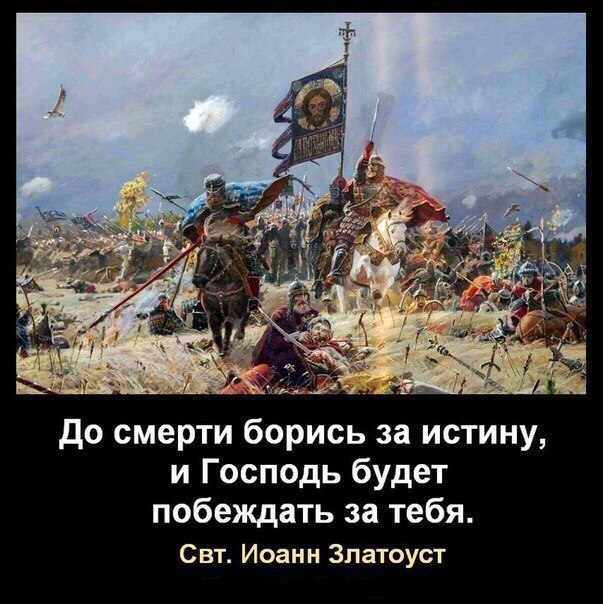 До смерти борись за истину,
и Господь будет
побеждать за тебя.
Свт. Иоанн Златоуст